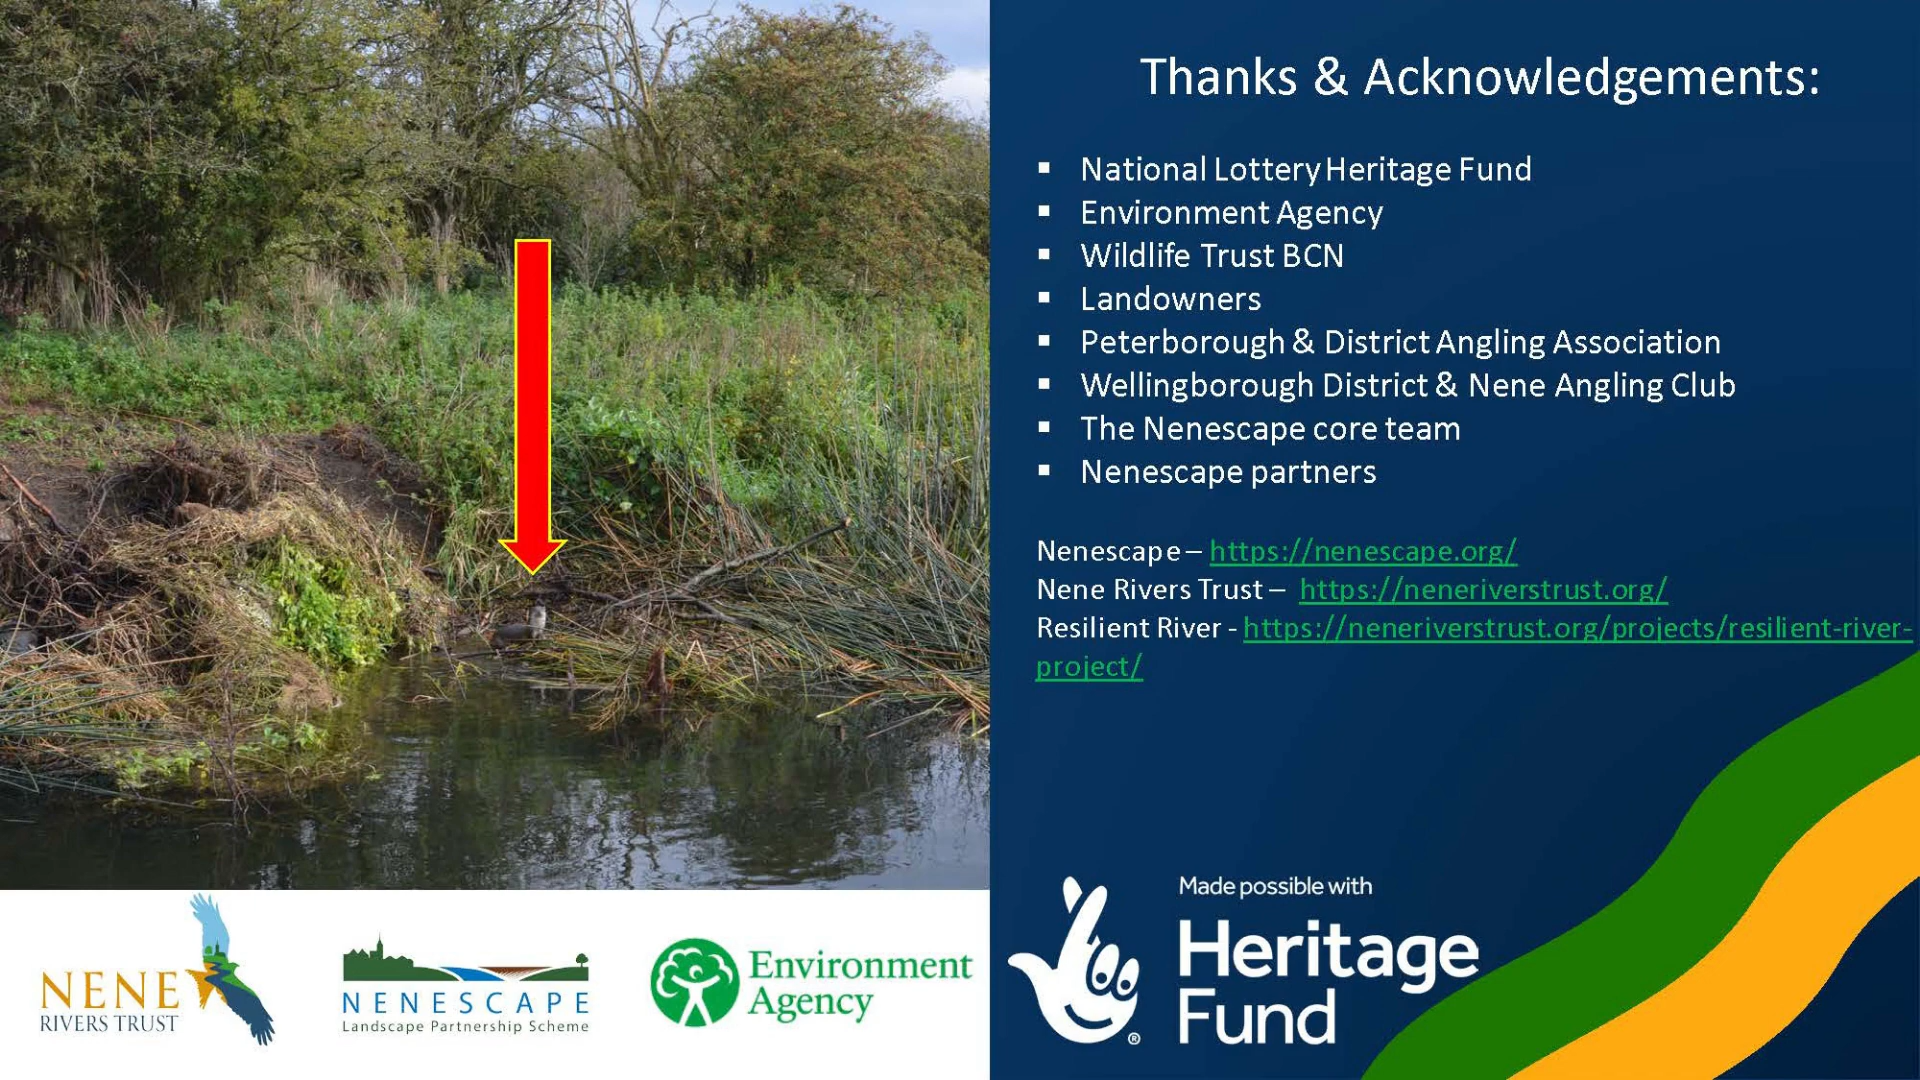 Thanks & Acknowledgements:
▪ National Lottery Heritage Fund
▪ Environment Agency
▪ Wildlife Trust BCN
▪ Landowners
▪ Peterborough & District Angling Association
▪ Wellingborough District & Nene Angling Club
▪ The Nenescape core team
▪ Nenescape partners
Nenescape – https://nenescape.org/
Nene Rivers Trust – https://neneriverstrust.org/
Resilient River - https://neneriverstrust.org/projects/resilient-river-
project/
NENE
RIVERS TRUST
NENESCAPE
Landscape Partnership Scheme
Environment
Agency
Made possible with
Heritage
Fund
®